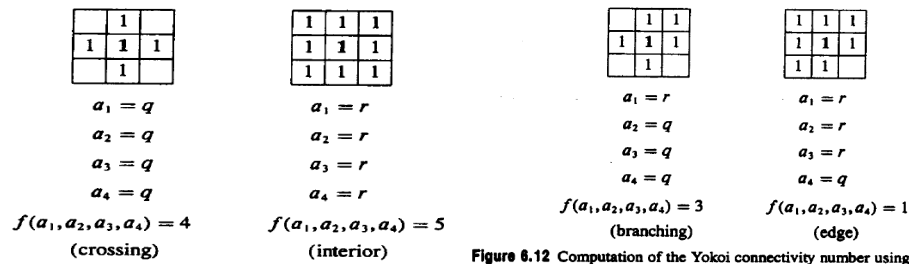 1
1 1 1
1
a₁ = q
a₂ = q
a₃ = q
a₄ = q
f(a₁,a₂,a₃,a₄) = 4
(crossing)
1 1 1
1 1 1
1 1 1
a₁ = r
a₂ = r
a₃ = r
a₄ = r
f(a₁,a₂,a₃,a₄) = 5
(interior)
1 1
1 1 1
1
a₁ = r
a₂ = q
a₃ = q
a₄ = q
f(a₁,a₂,a₃,a₄) = 3
(branching)
1 1 1
1 1 1
1 1
a₁ = r
a₂ = r
a₃ = r
a₄ = q
f(a₁,a₂,a₃,a₄) = 1
(edge)
Figure 6.12 Computation of the Yokoi connectivity number using